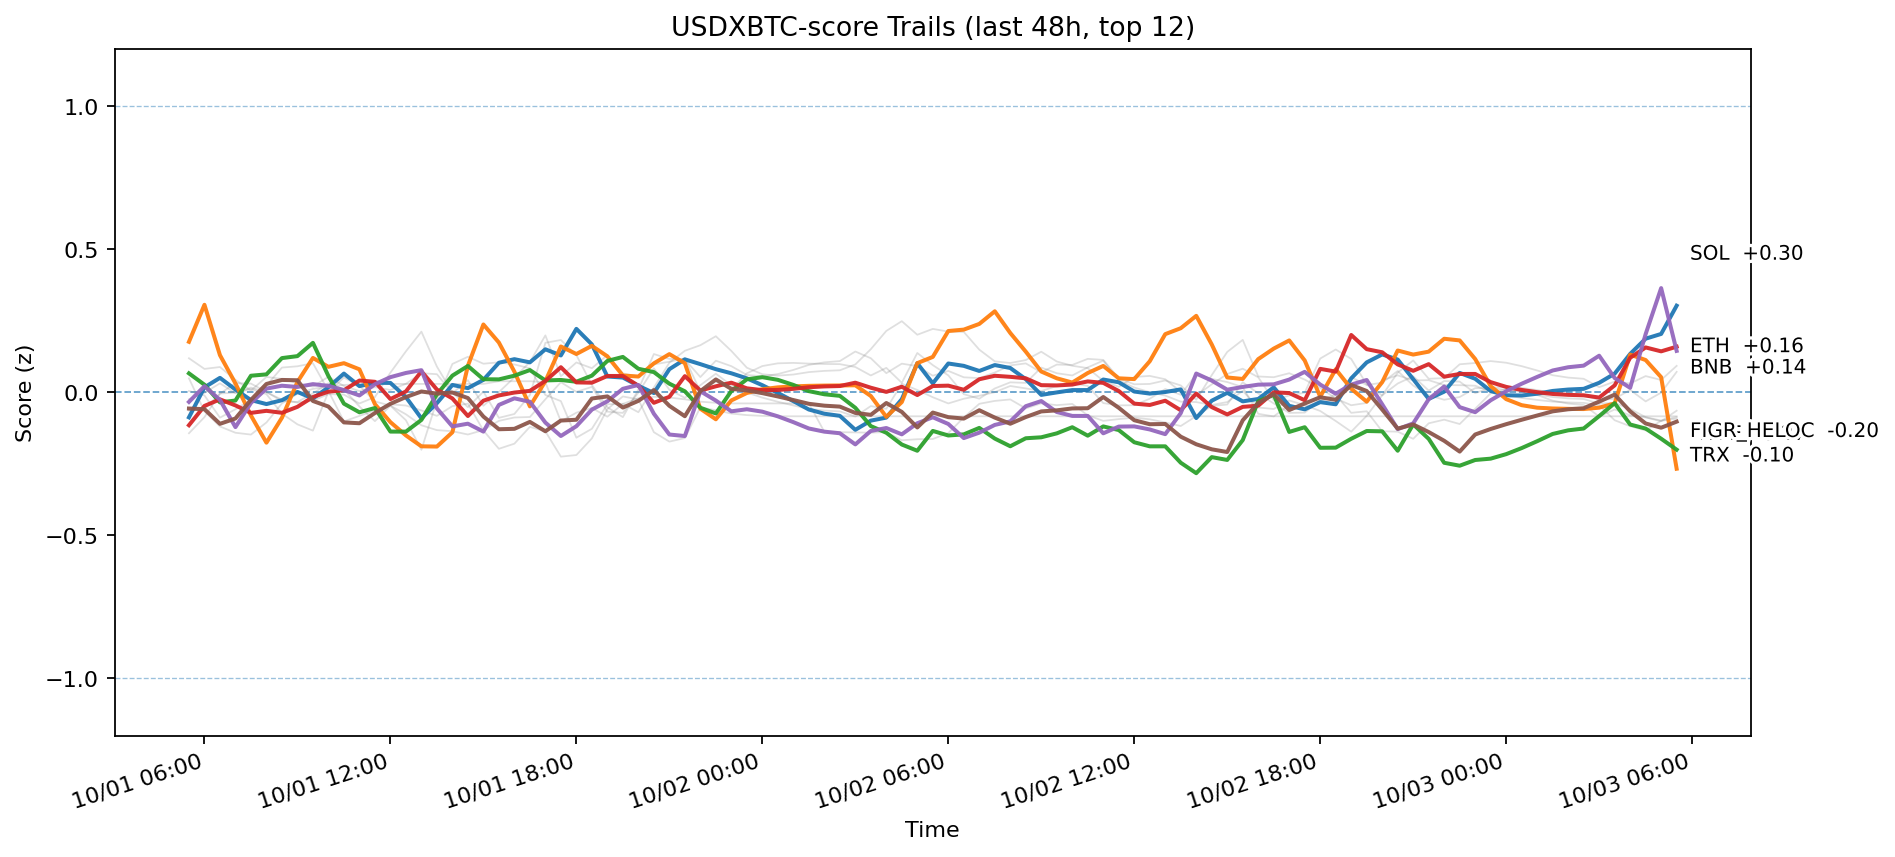 USDXBTC-score Trails (last 48h, top 12)
Score (z)
1.0
0.5
0.0
−0.5
−1.0
SOL +0.30
ETH +0.16
BNB +0.14
FIGR_HELOC -0.20
TRX -0.10
10/01 06:00
10/01 12:00
10/01 18:00
10/02 00:00
10/02 06:00
10/02 12:00
10/02 18:00
10/03 00:00
10/03 06:00
Time